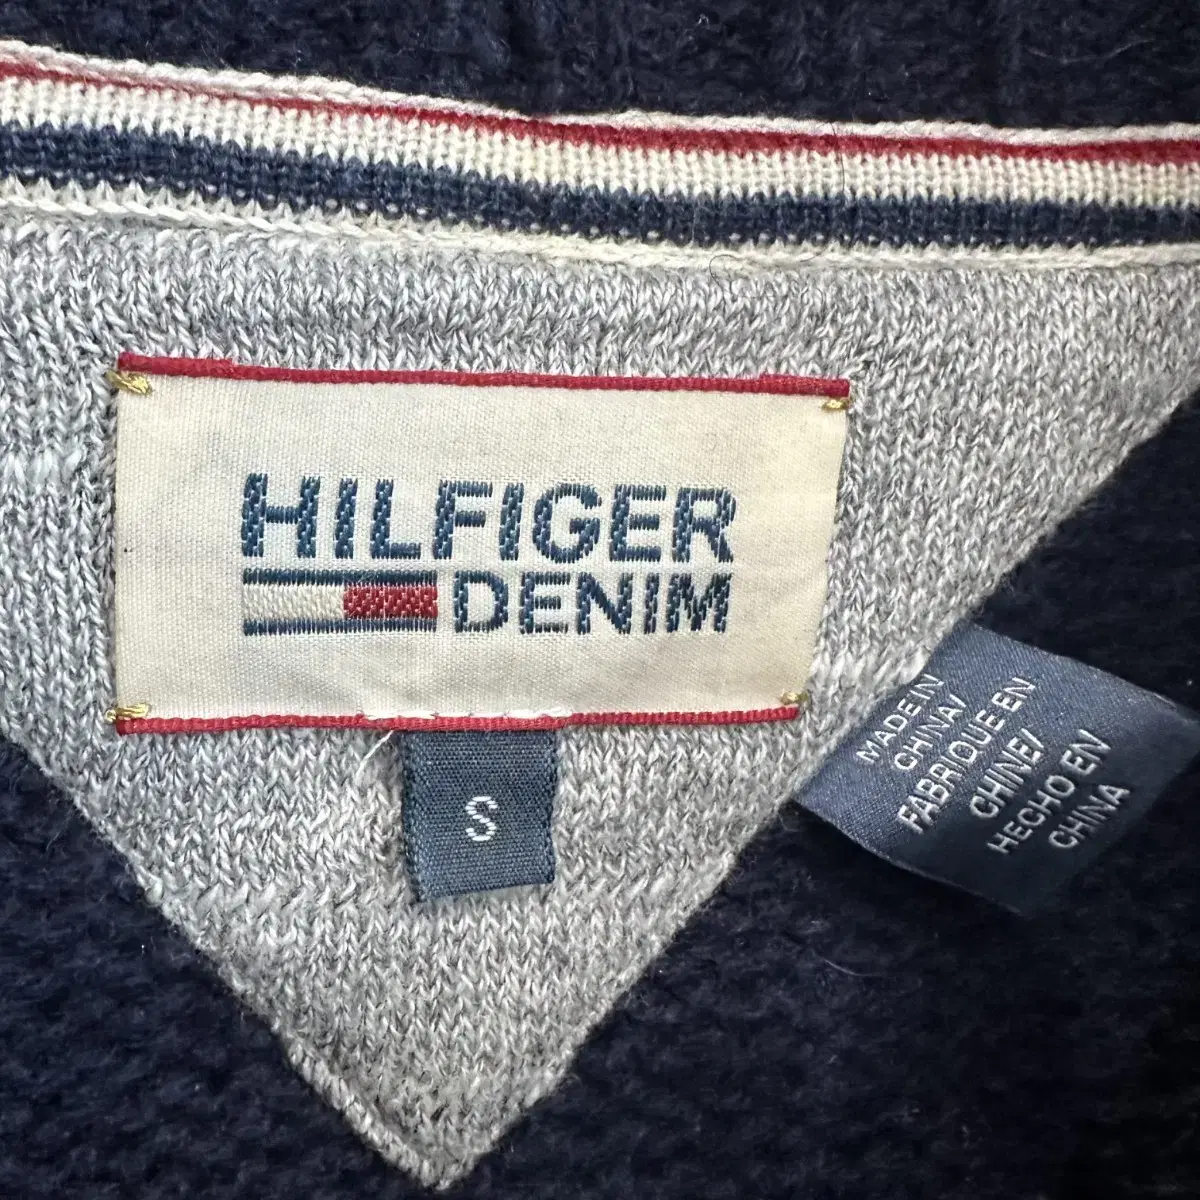 HILFIGER
DENIM
S
MADE IN
CHINA/
FABRIQUE EN
CHINE/
HECHO EN
CHINA